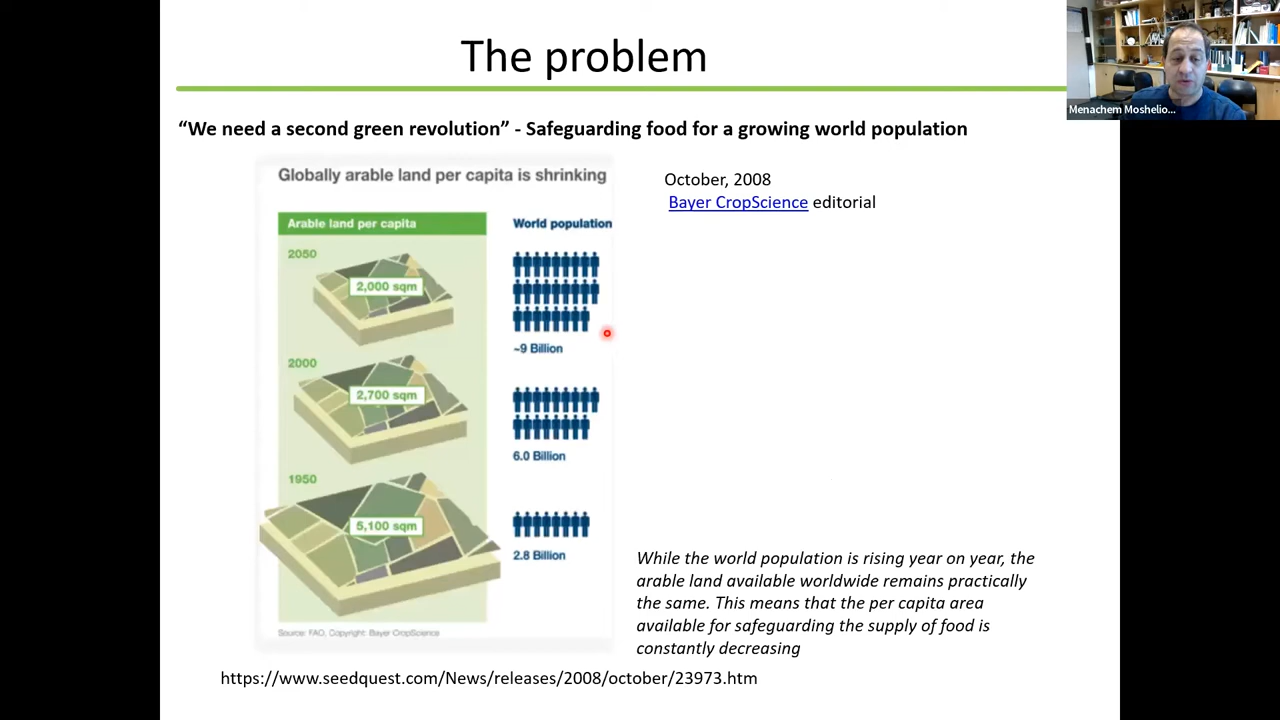 The problem
Menachem Moshelio...
“We need a second green revolution” - Safeguarding food for a growing world population
Globally arable land per capita is shrinking
October, 2008
Bayer CropScience editorial
Arable land per capita
World population
2050
2,000 sqm
~9 Billion
2000
2,700 sqm
6.0 Billion
1950
5,100 sqm
2.8 Billion
While the world population is rising year on year, the
arable land available worldwide remains practically
the same. This means that the per capita area
available for safeguarding the supply of food is
constantly decreasing
Source: FAO, Copyright: Bayer CropScience
https://www.seedquest.com/News/releases/2008/october/23973.htm